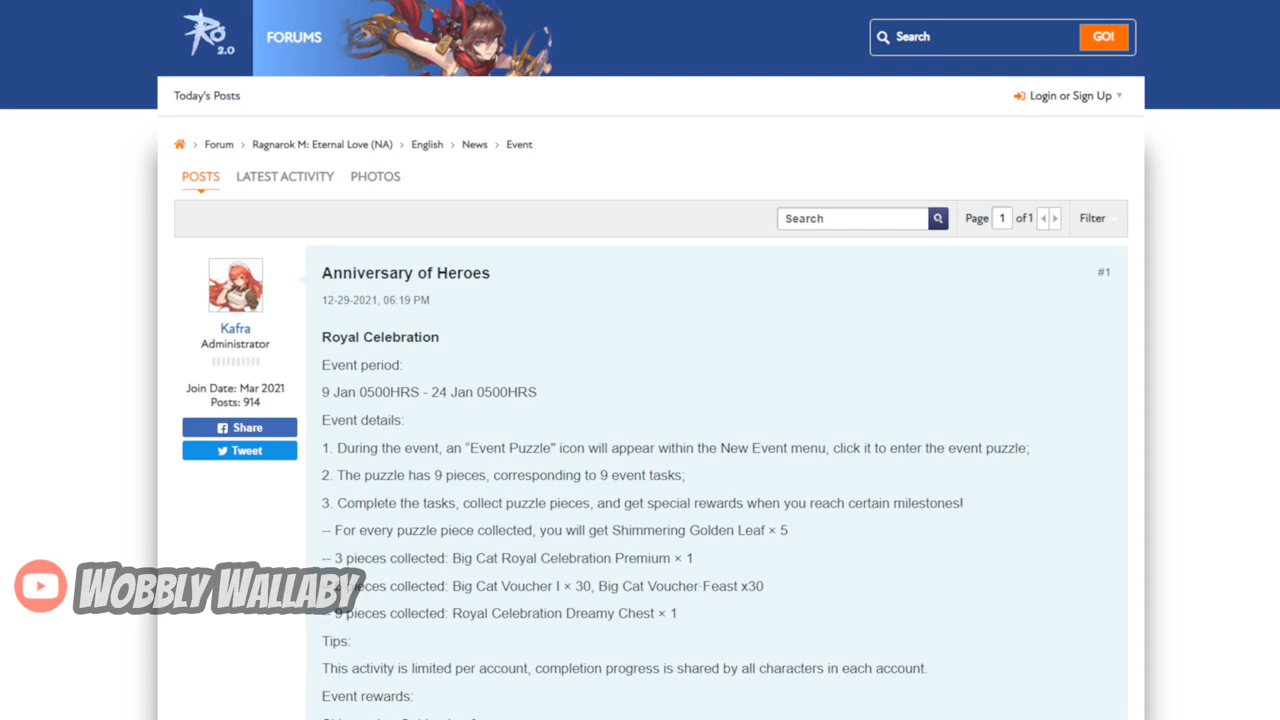 RO 2.0
FORUMS
Search
GO!
Today's Posts
Login or Sign Up
Forum > Ragnarok M: Eternal Love (NA) > English > News > Event
POSTS LATEST ACTIVITY PHOTOS
Search
Page 1 of 1
Filter
Kafra
Administrator
Join Date: Mar 2021
Posts: 914
Share
Tweet
Anniversary of Heroes
#1
12-29-2021, 06:19 PM
Royal Celebration
Event period:
9 Jan 0500HRS - 24 Jan 0500HRS
Event details:
1. During the event, an “Event Puzzle" icon will appear within the New Event menu, click it to enter the event puzzle;
2. The puzzle has 9 pieces, corresponding to 9 event tasks;
3. Complete the tasks, collect puzzle pieces, and get special rewards when you reach certain milestones!
-- For every puzzle piece collected, you will get Shimmering Golden Leaf × 5
-- 3 pieces collected: Big Cat Royal Celebration Premium × 1
pieces collected: Big Cat Voucher I × 30, Big Cat Voucher·Feast x30
9 pieces collected: Royal Celebration Dreamy Chest × 1
Tips:
This activity is limited per account, completion progress is shared by all characters in each account.
Event rewards:
WOBBLY WALLABY